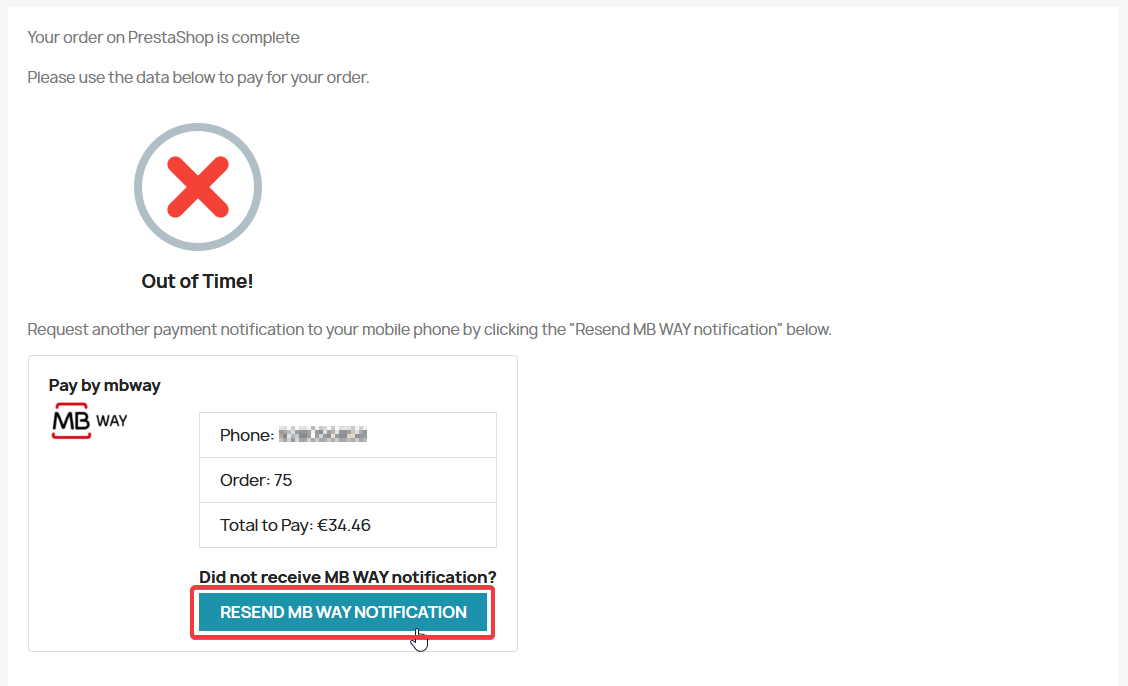 Your order on PrestaShop is complete
Please use the data below to pay for your order.
Out of Time!
Request another payment notification to your mobile phone by clicking the "Resend MB WAY notification" below.
Pay by mbway
MB WAY
Phone:
Order: 75
Total to Pay: €34.46
Did not receive MB WAY notification?
RESEND MB WAY NOTIFICATION